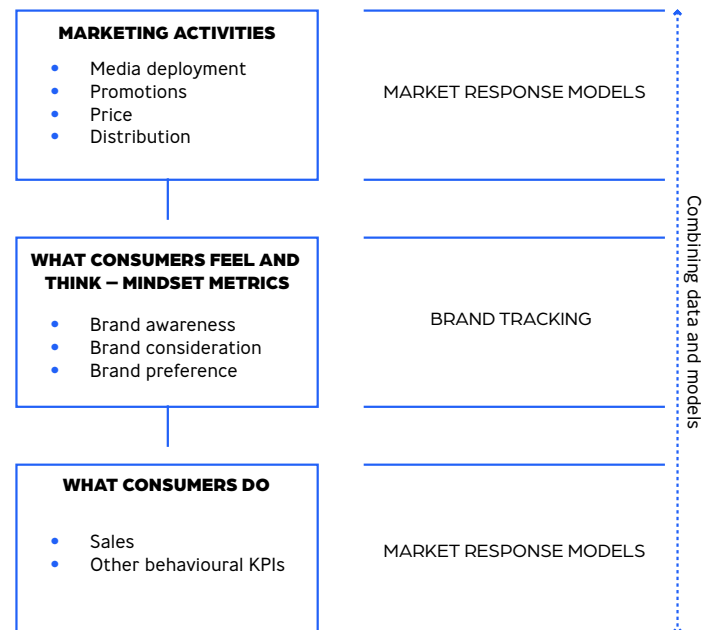 MARKETING ACTIVITIES
• Media deployment
• Promotions
• Price
• Distribution
MARKET RESPONSE MODELS
WHAT CONSUMERS FEEL AND
THINK – MINDSET METRICS
• Brand awareness
• Brand consideration
• Brand preference
BRAND TRACKING
WHAT CONSUMERS DO
• Sales
• Other behavioural KPIs
MARKET RESPONSE MODELS
Combining data and models